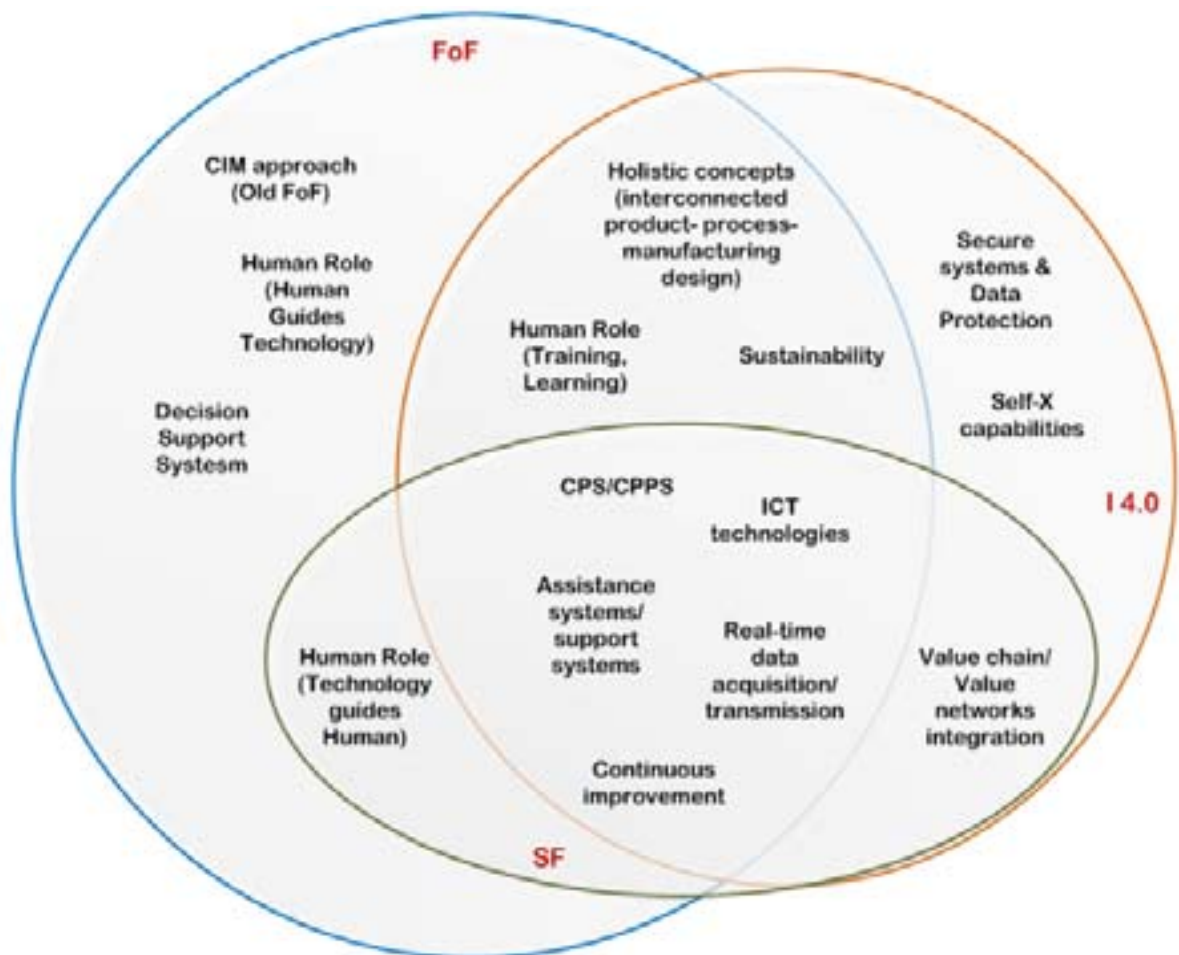 FoF
CIM approach
(Old FoF)
Holistic concepts
(interconnected
product- process-
manufacturing
design)
Human Role
(Human
Guides
Technology)
Secure
systems &
Data
Protection
Human Role
(Training,
Learning)
Sustainability
Decision
Support
Systesm
Self-X
capabilities
CPS/CPPS
ICT
technologies
I 4.0
Assistance
systems/
support
systems
Real-time
data
acquisition/
transmission
Human Role
(Technology
guides
Human)
Value chain/
Value
networks
integration
Continuous
improvement
SF